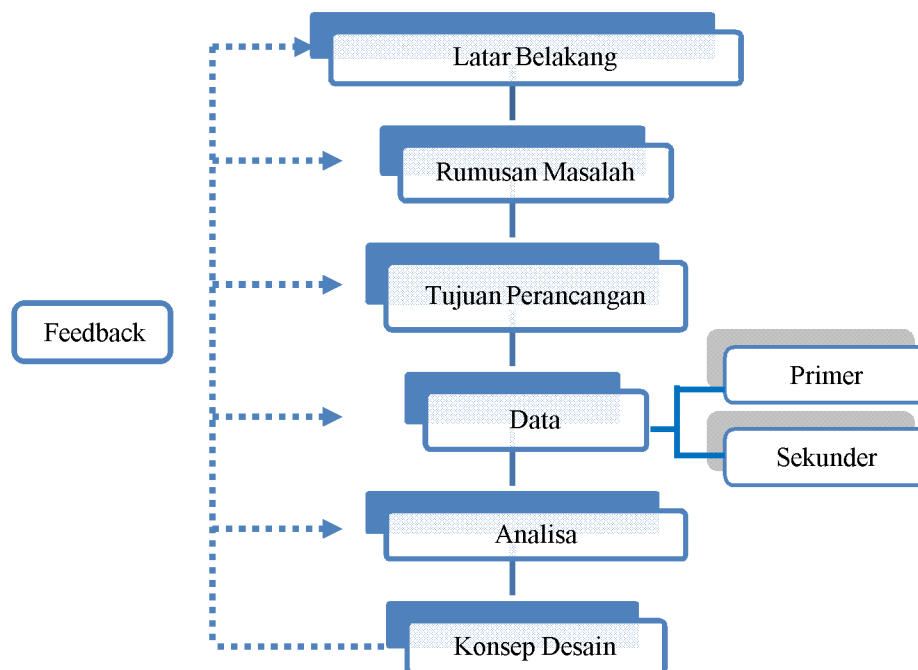 Latar Belakang
Rumusan Masalah
Tujuan Perancangan
Feedback
Primer
Data
Sekunder
Analisa
Konsep Desain